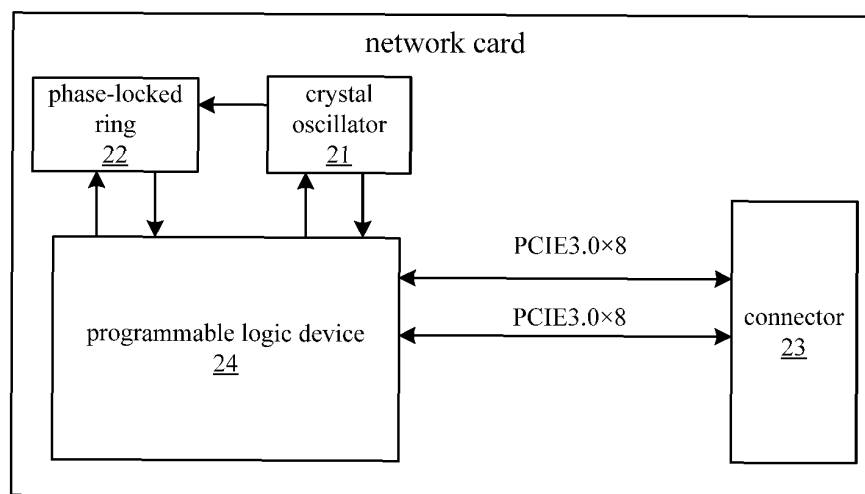 network card
phase-locked
ring
22
crystal
oscillator
21
PCIE3.0×8
PCIE3.0×8
programmable logic device
24
connector
23